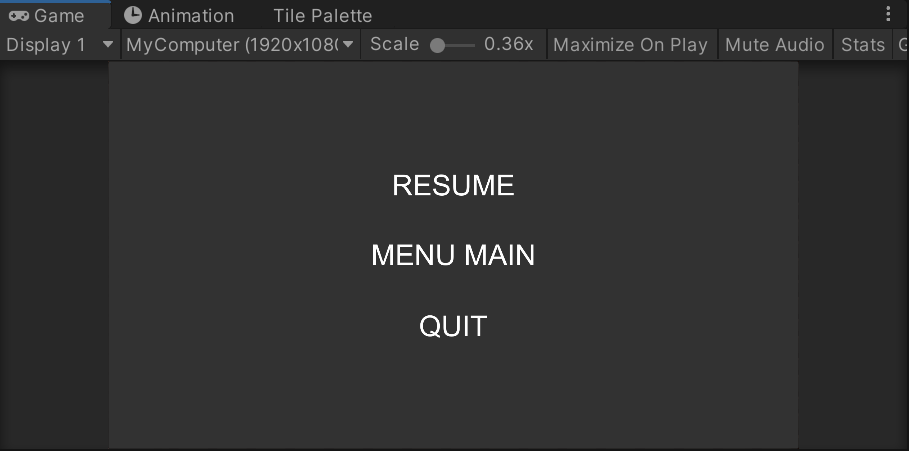 Game Animation Tile Palette
Display 1 MyComputer (1920x108 Scale 0.36x Maximize On Play Mute Audio Stats
RESUME
MENU MAIN
QUIT